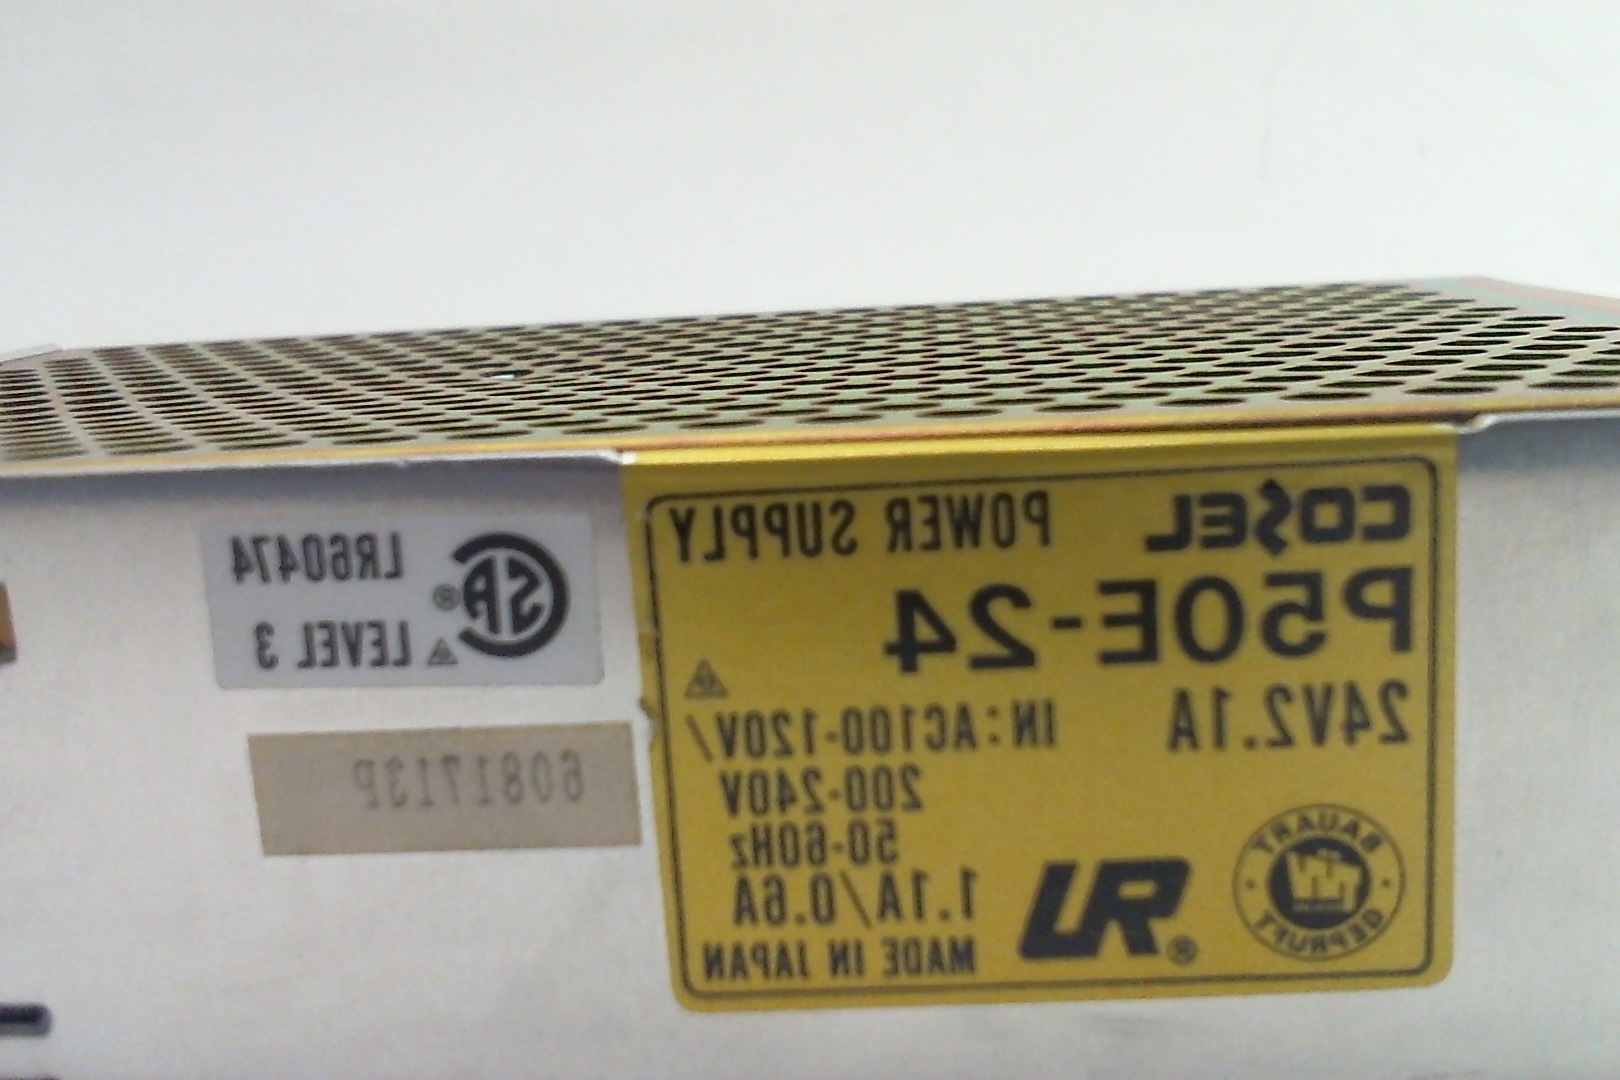 COSEL POWER SUPPLY
P50E-24
24V2.1A IN:AC100-120V/
200-240V
50-60Hz
1.1A/0.6A
MADE IN JAPAN
UR®
BAUART
GEPRUFT
SA® LR60474
LEVEL 3
6081713P